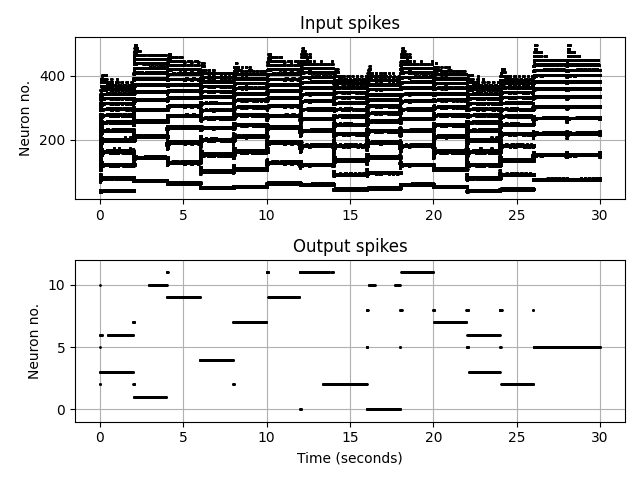 Input spikes
Neuron no.
400
200
0 5 10 15 20 25 30
Output spikes
Neuron no.
10
5
0
0 5 10 15 20 25 30
Time (seconds)